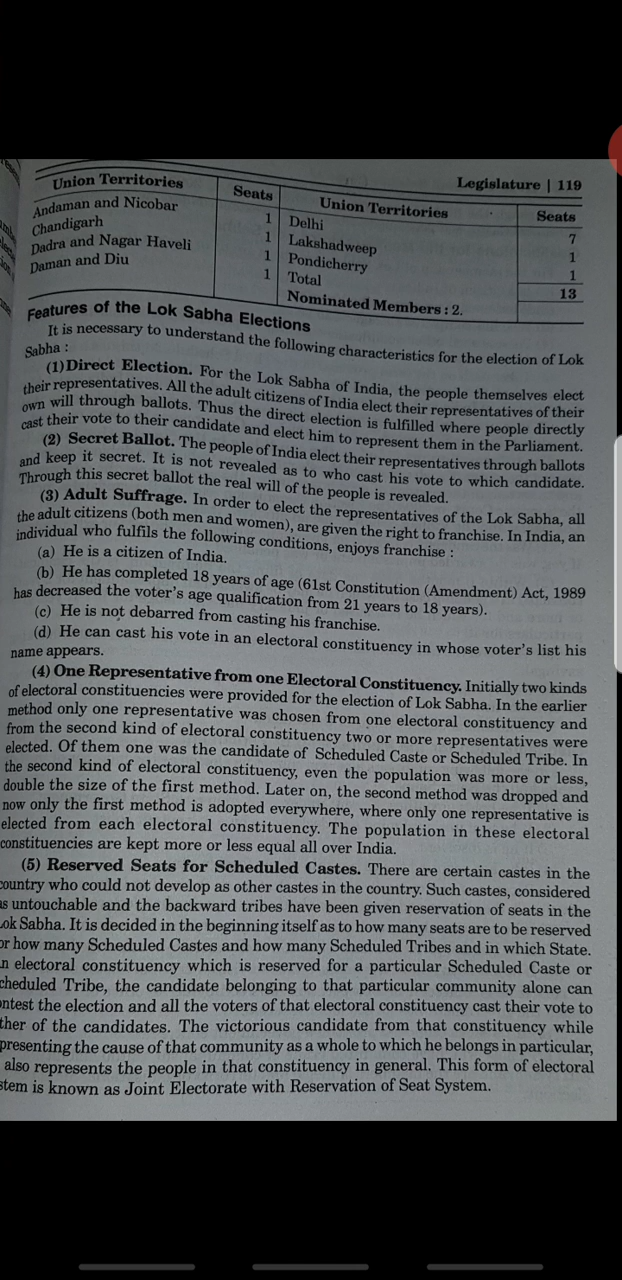 Legislature | 119
Union Territories Seats Union Territories Seats
Andaman and Nicobar 1 Delhi 7
Chandigarh 1 Lakshadweep 1
Dadra and Nagar Haveli 1 Pondicherry 1
Daman and Diu 1 Total 13
Nominated Members : 2.
Features of the Lok Sabha Elections
It is necessary to understand the following characteristics for the election of Lok
Sabha :
(1) Direct Election. For the Lok Sabha of India, the people themselves elect
their representatives. All the adult citizens of India elect their representatives of their
own will through ballots. Thus the direct election is fulfilled where people directly
cast their vote to their candidate and elect him to represent them in the Parliament.
(2) Secret Ballot. The people of India elect their representatives through ballots
and keep it secret. It is not revealed as to who cast his vote to which candidate.
Through this secret ballot the real will of the people is revealed.
(3) Adult Suffrage. In order to elect the representatives of the Lok Sabha, all
the adult citizens (both men and women), are given the right to franchise. In India, an
individual who fulfils the following conditions, enjoys franchise :
(a) He is a citizen of India.
(b) He has completed 18 years of age (61st Constitution (Amendment) Act, 1989
has decreased the voter's age qualification from 21 years to 18 years).
(c) He is not debarred from casting his franchise.
(d) He can cast his vote in an electoral constituency in whose voter's list his
name appears.
(4) One Representative from one Electoral Constituency. Initially two kinds
of electoral constituencies were provided for the election of Lok Sabha. In the earlier
method only one representative was chosen from one electoral constituency and
from the second kind of electoral constituency two or more representatives were
elected. Of them one was the candidate of Scheduled Caste or Scheduled Tribe. In
the second kind of electoral constituency, even the population was more or less,
double the size of the first method. Later on, the second method was dropped and
now only the first method is adopted everywhere, where only one representative is
elected from each electoral constituency. The population in these electoral
constituencies are kept more or less equal all over India.
(5) Reserved Seats for Scheduled Castes. There are certain castes in the
country who could not develop as other castes in the country. Such castes, considered
as untouchable and the backward tribes have been given reservation of seats in the
Lok Sabha. It is decided in the beginning itself as to how many seats are to be reserved
or how many Scheduled Castes and how many Scheduled Tribes and in which State.
n electoral constituency which is reserved for a particular Scheduled Caste or
cheduled Tribe, the candidate belonging to that particular community alone can
ontest the election and all the voters of that electoral constituency cast their vote to
ther of the candidates. The victorious candidate from that constituency while
presenting the cause of that community as a whole to which he belongs in particular,
also represents the people in that constituency in general. This form of electoral
stem is known as Joint Electorate with Reservation of Seat System.